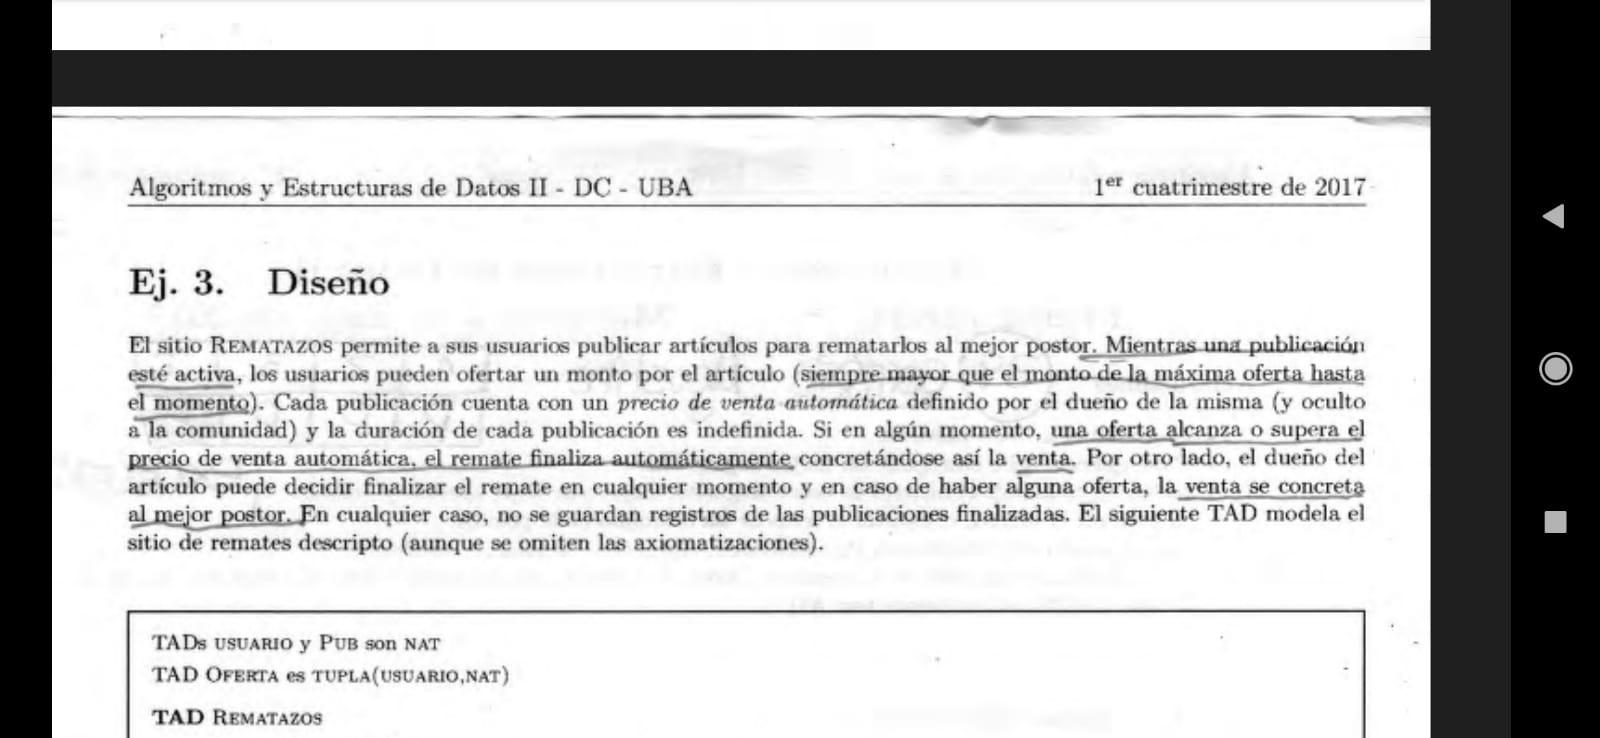 Algoritmos y Estructuras de Datos II - DC - UBA
1er cuatrimestre de 2017
Ej. 3. Diseño
El sitio REMATAZOS permite a sus usuarios publicar artículos para rematarlos al mejor postor. Mientras una publicación
esté activa, los usuarios pueden ofertar un monto por el artículo (siempre mayor que el monto de la máxima oferta hasta
el momento). Cada publicación cuenta con un precio de venta automática definido por el dueño de la misma (y oculto
a la comunidad) y la duración de cada publicación es indefinida. Si en algún momento, una oferta alcanza o supera el
precio de venta automática, el remate finaliza automáticamente concretándose así la venta. Por otro lado, el dueño del
artículo puede decidir finalizar el remate en cualquier momento y en caso de haber alguna oferta, la venta se concreta
al mejor postor. En cualquier caso, no se guardan registros de las publicaciones finalizadas. El siguiente TAD modela el
sitio de remates descripto (aunque se omiten las axiomatizaciones).
TADs USUARIO y PUB son NAT
TAD OFERTA es TUPLA(USUARIO,NAT)
TAD REMATAZOS